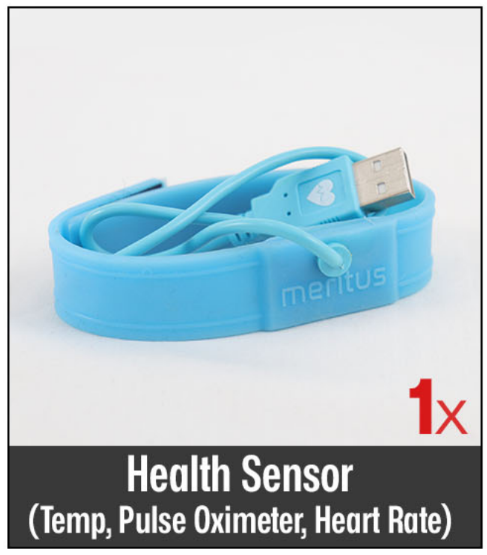 meritus
1x
Health Sensor
(Temp, Pulse Oximeter, Heart Rate)